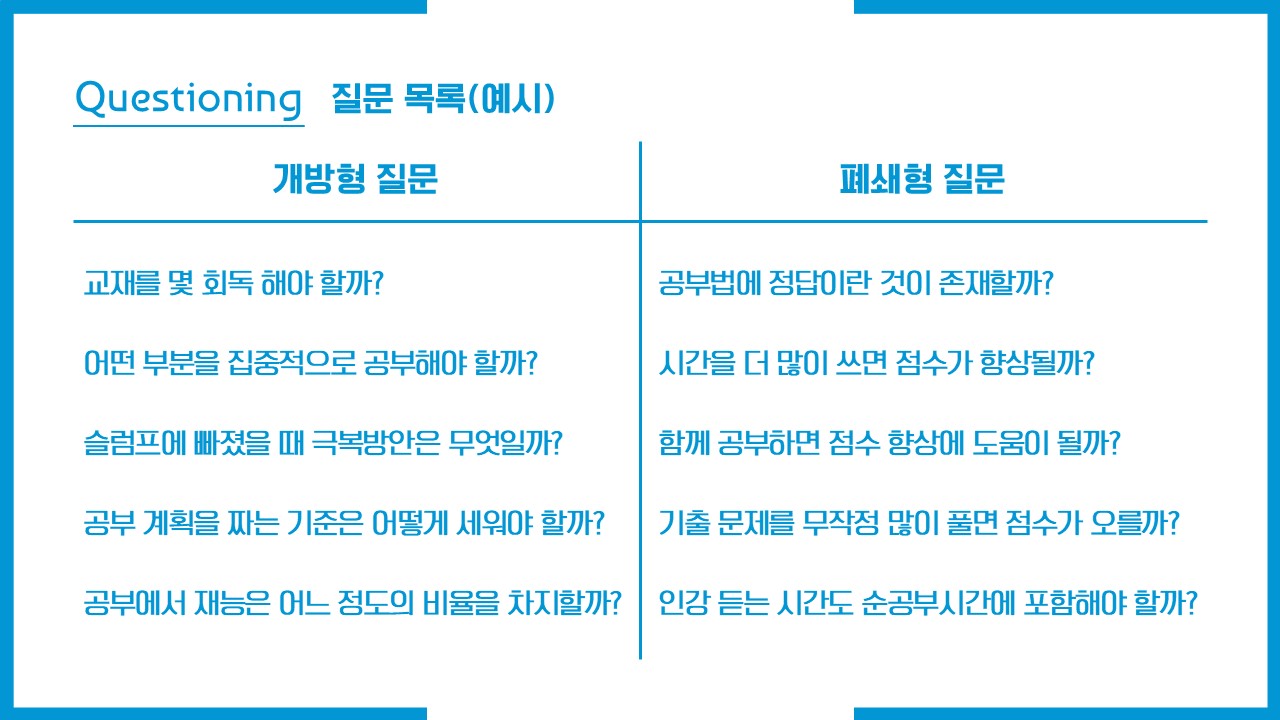 Questioning 질문 목록(예시)
개방형 질문
폐쇄형 질문
교재를 몇 회독 해야 할까?
공부법에 정답이란 것이 존재할까?
어떤 부분을 집중적으로 공부해야 할까?
시간을 더 많이 쓰면 점수가 향상될까?
슬럼프에 빠졌을 때 극복방안은 무엇일까?
함께 공부하면 점수 향상에 도움이 될까?
공부 계획을 짜는 기준은 어떻게 세워야 할까?
기출 문제를 무작정 많이 풀면 점수가 오를까?
공부에서 재능은 어느 정도의 비율을 차지할까?
인강 듣는 시간도 순공부시간에 포함해야 할까?